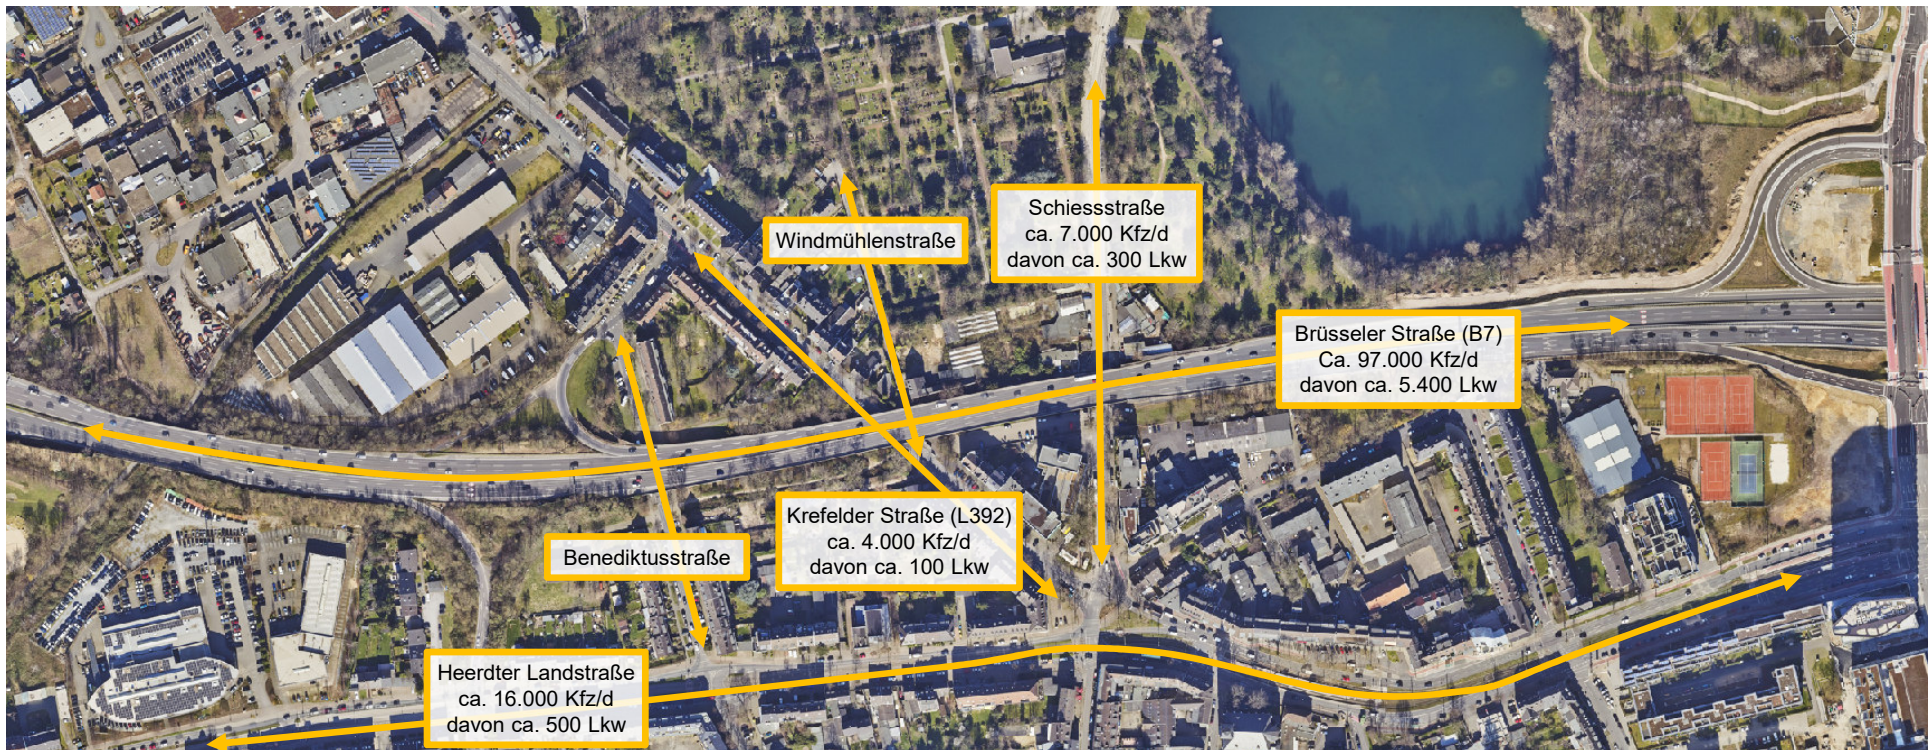 Windmühlenstraße
Schiessstraße
ca. 7.000 Kfz/d
davon ca. 300 Lkw
Brüsseler Straße (B7)
Ca. 97.000 Kfz/d
davon ca. 5.400 Lkw
Krefelder Straße (L392)
ca. 4.000 Kfz/d
davon ca. 100 Lkw
Benediktusstraße
Heerdter Landstraße
ca. 16.000 Kfz/d
davon ca. 500 Lkw